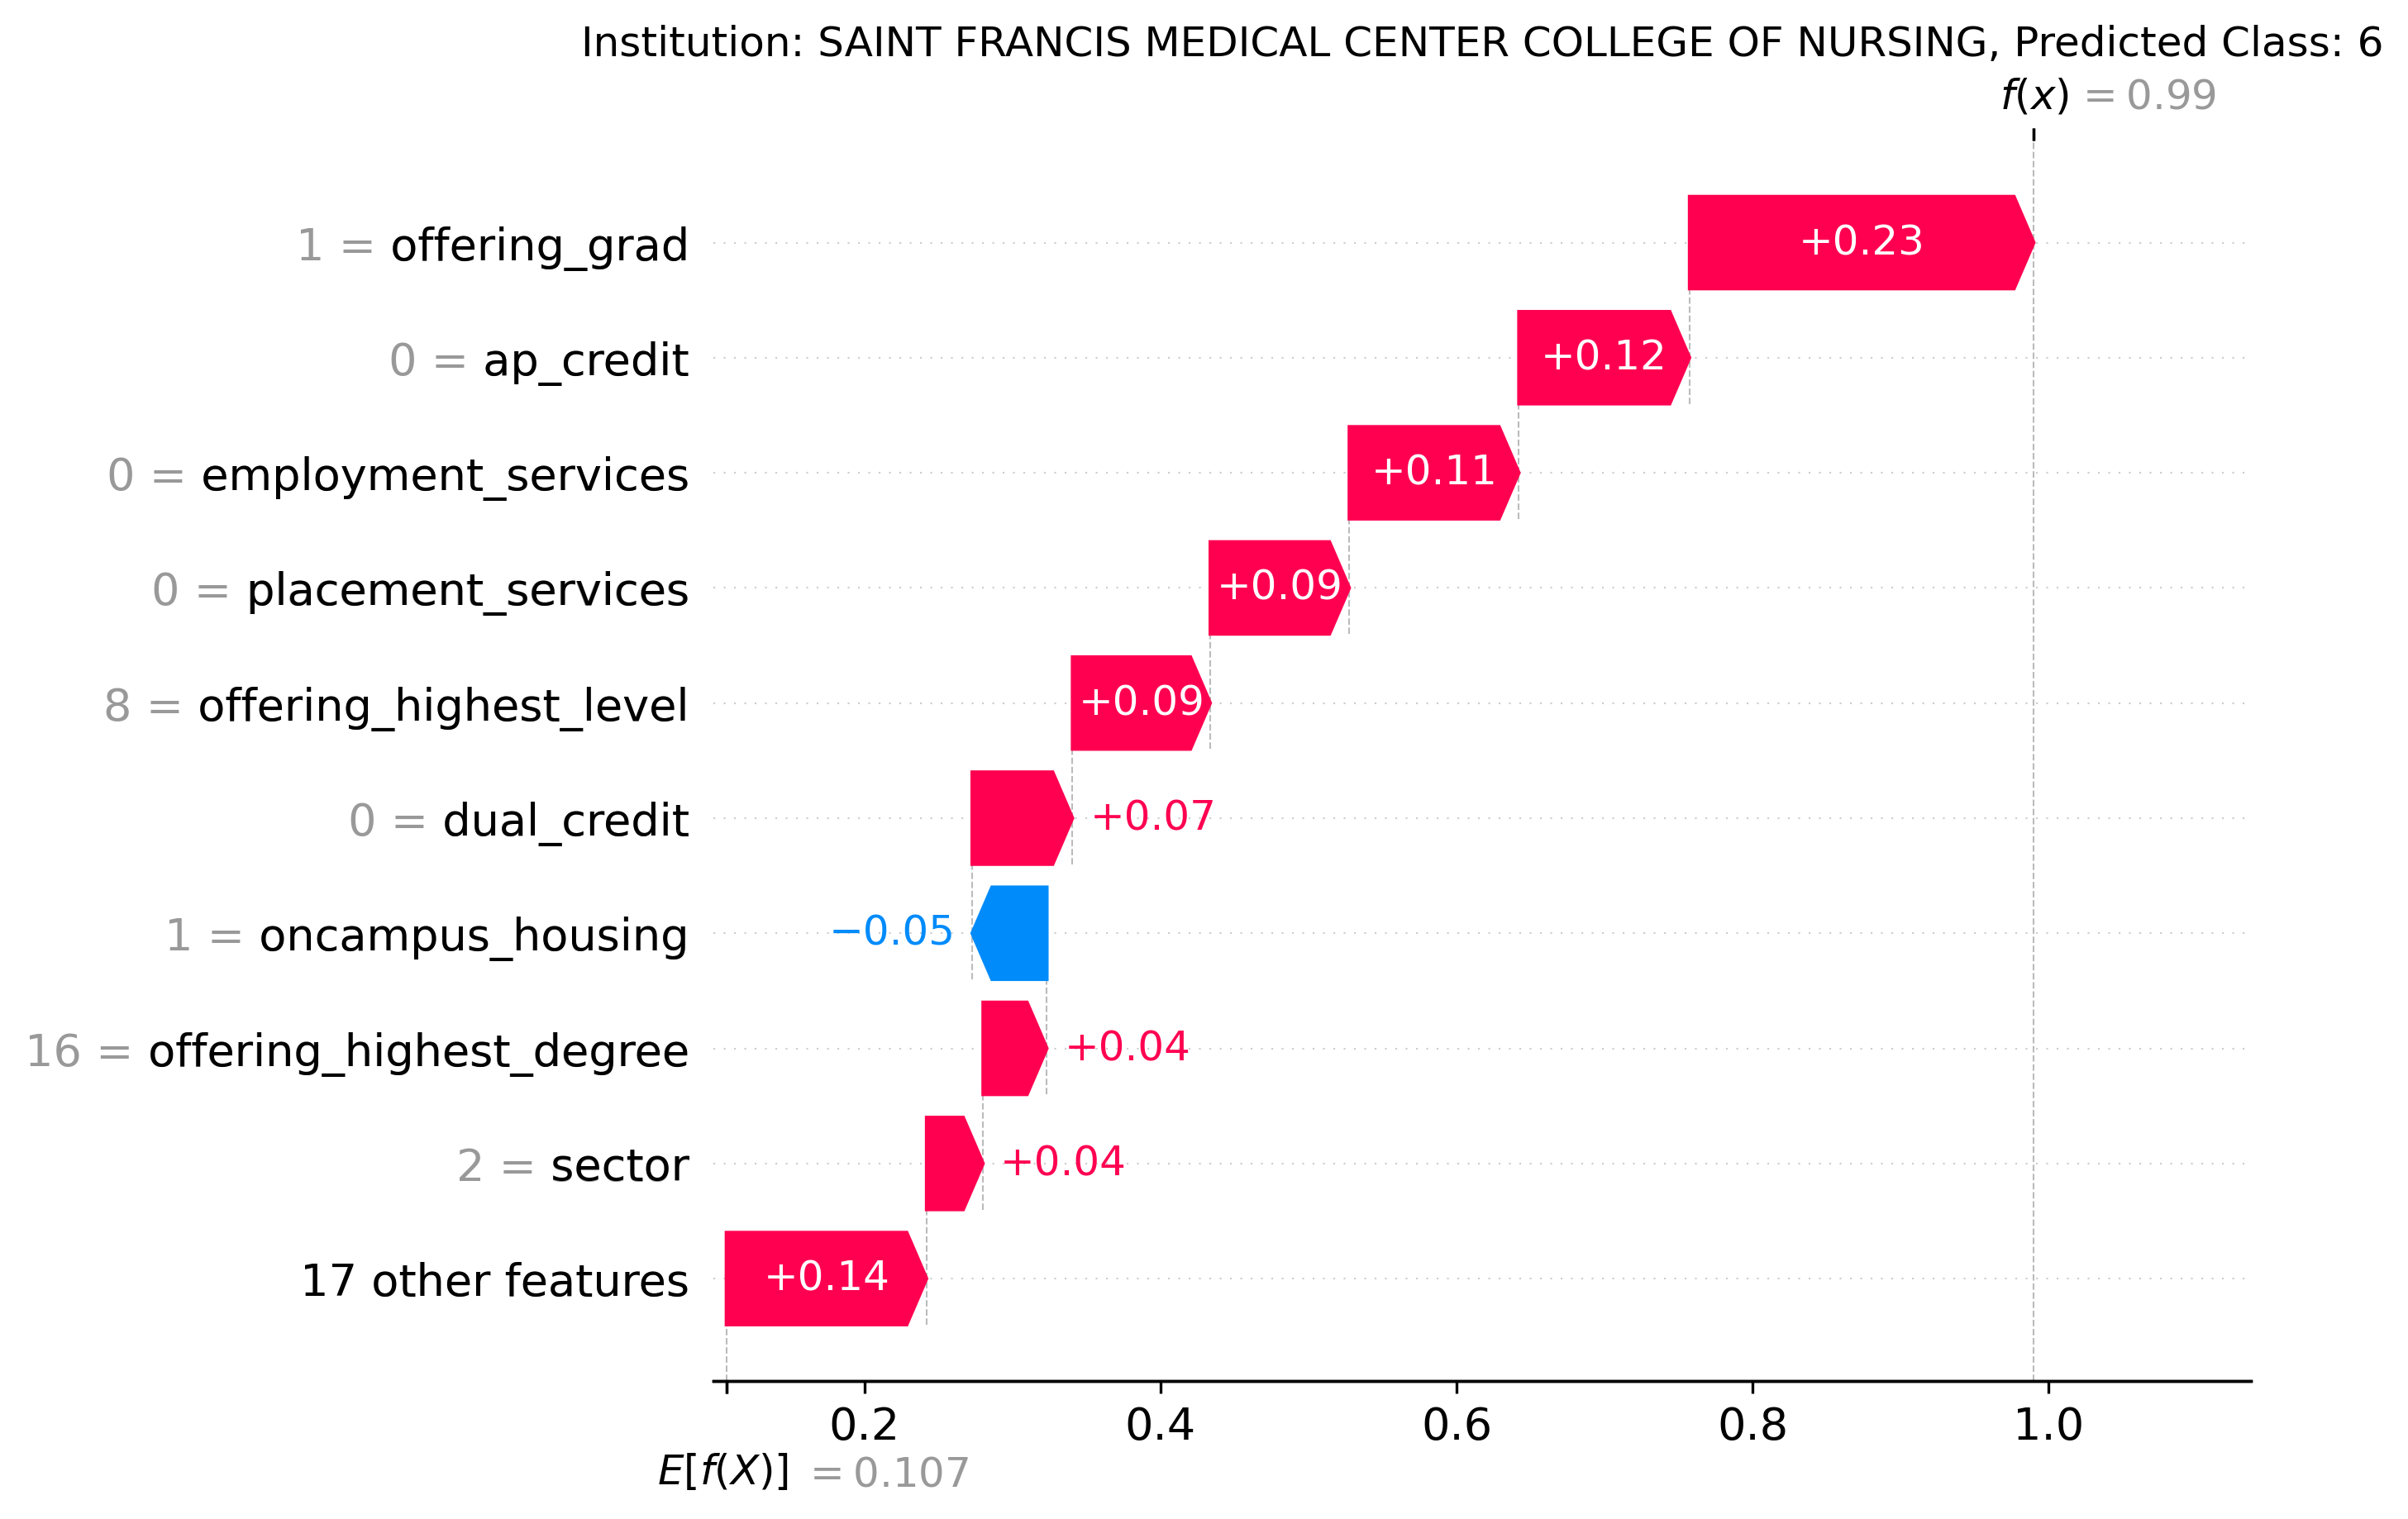 Institution: SAINT FRANCIS MEDICAL CENTER COLLEGE OF NURSING, Predicted Class: 6
f(x) = 0.99
1 = offering_grad
+0.23
0 = ap_credit
+0.12
0 = employment_services
+0.11
0 = placement_services
+0.09
8 = offering_highest_level
+0.09
0 = dual_credit
+0.07
1 = oncampus_housing
−0.05
16 = offering_highest_degree
+0.04
2 = sector
+0.04
17 other features
+0.14
0.2 0.4 0.6 0.8 1.0
E[f(X)] = 0.107